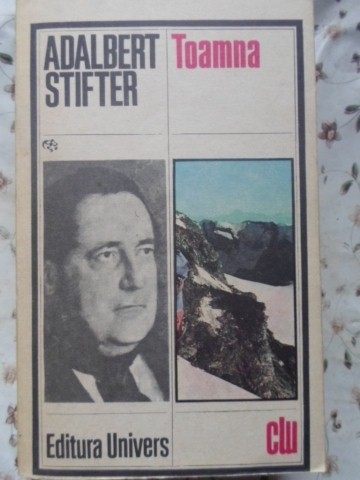 ADALBERT
STIFTER
Toamna
Editura Univers
clu